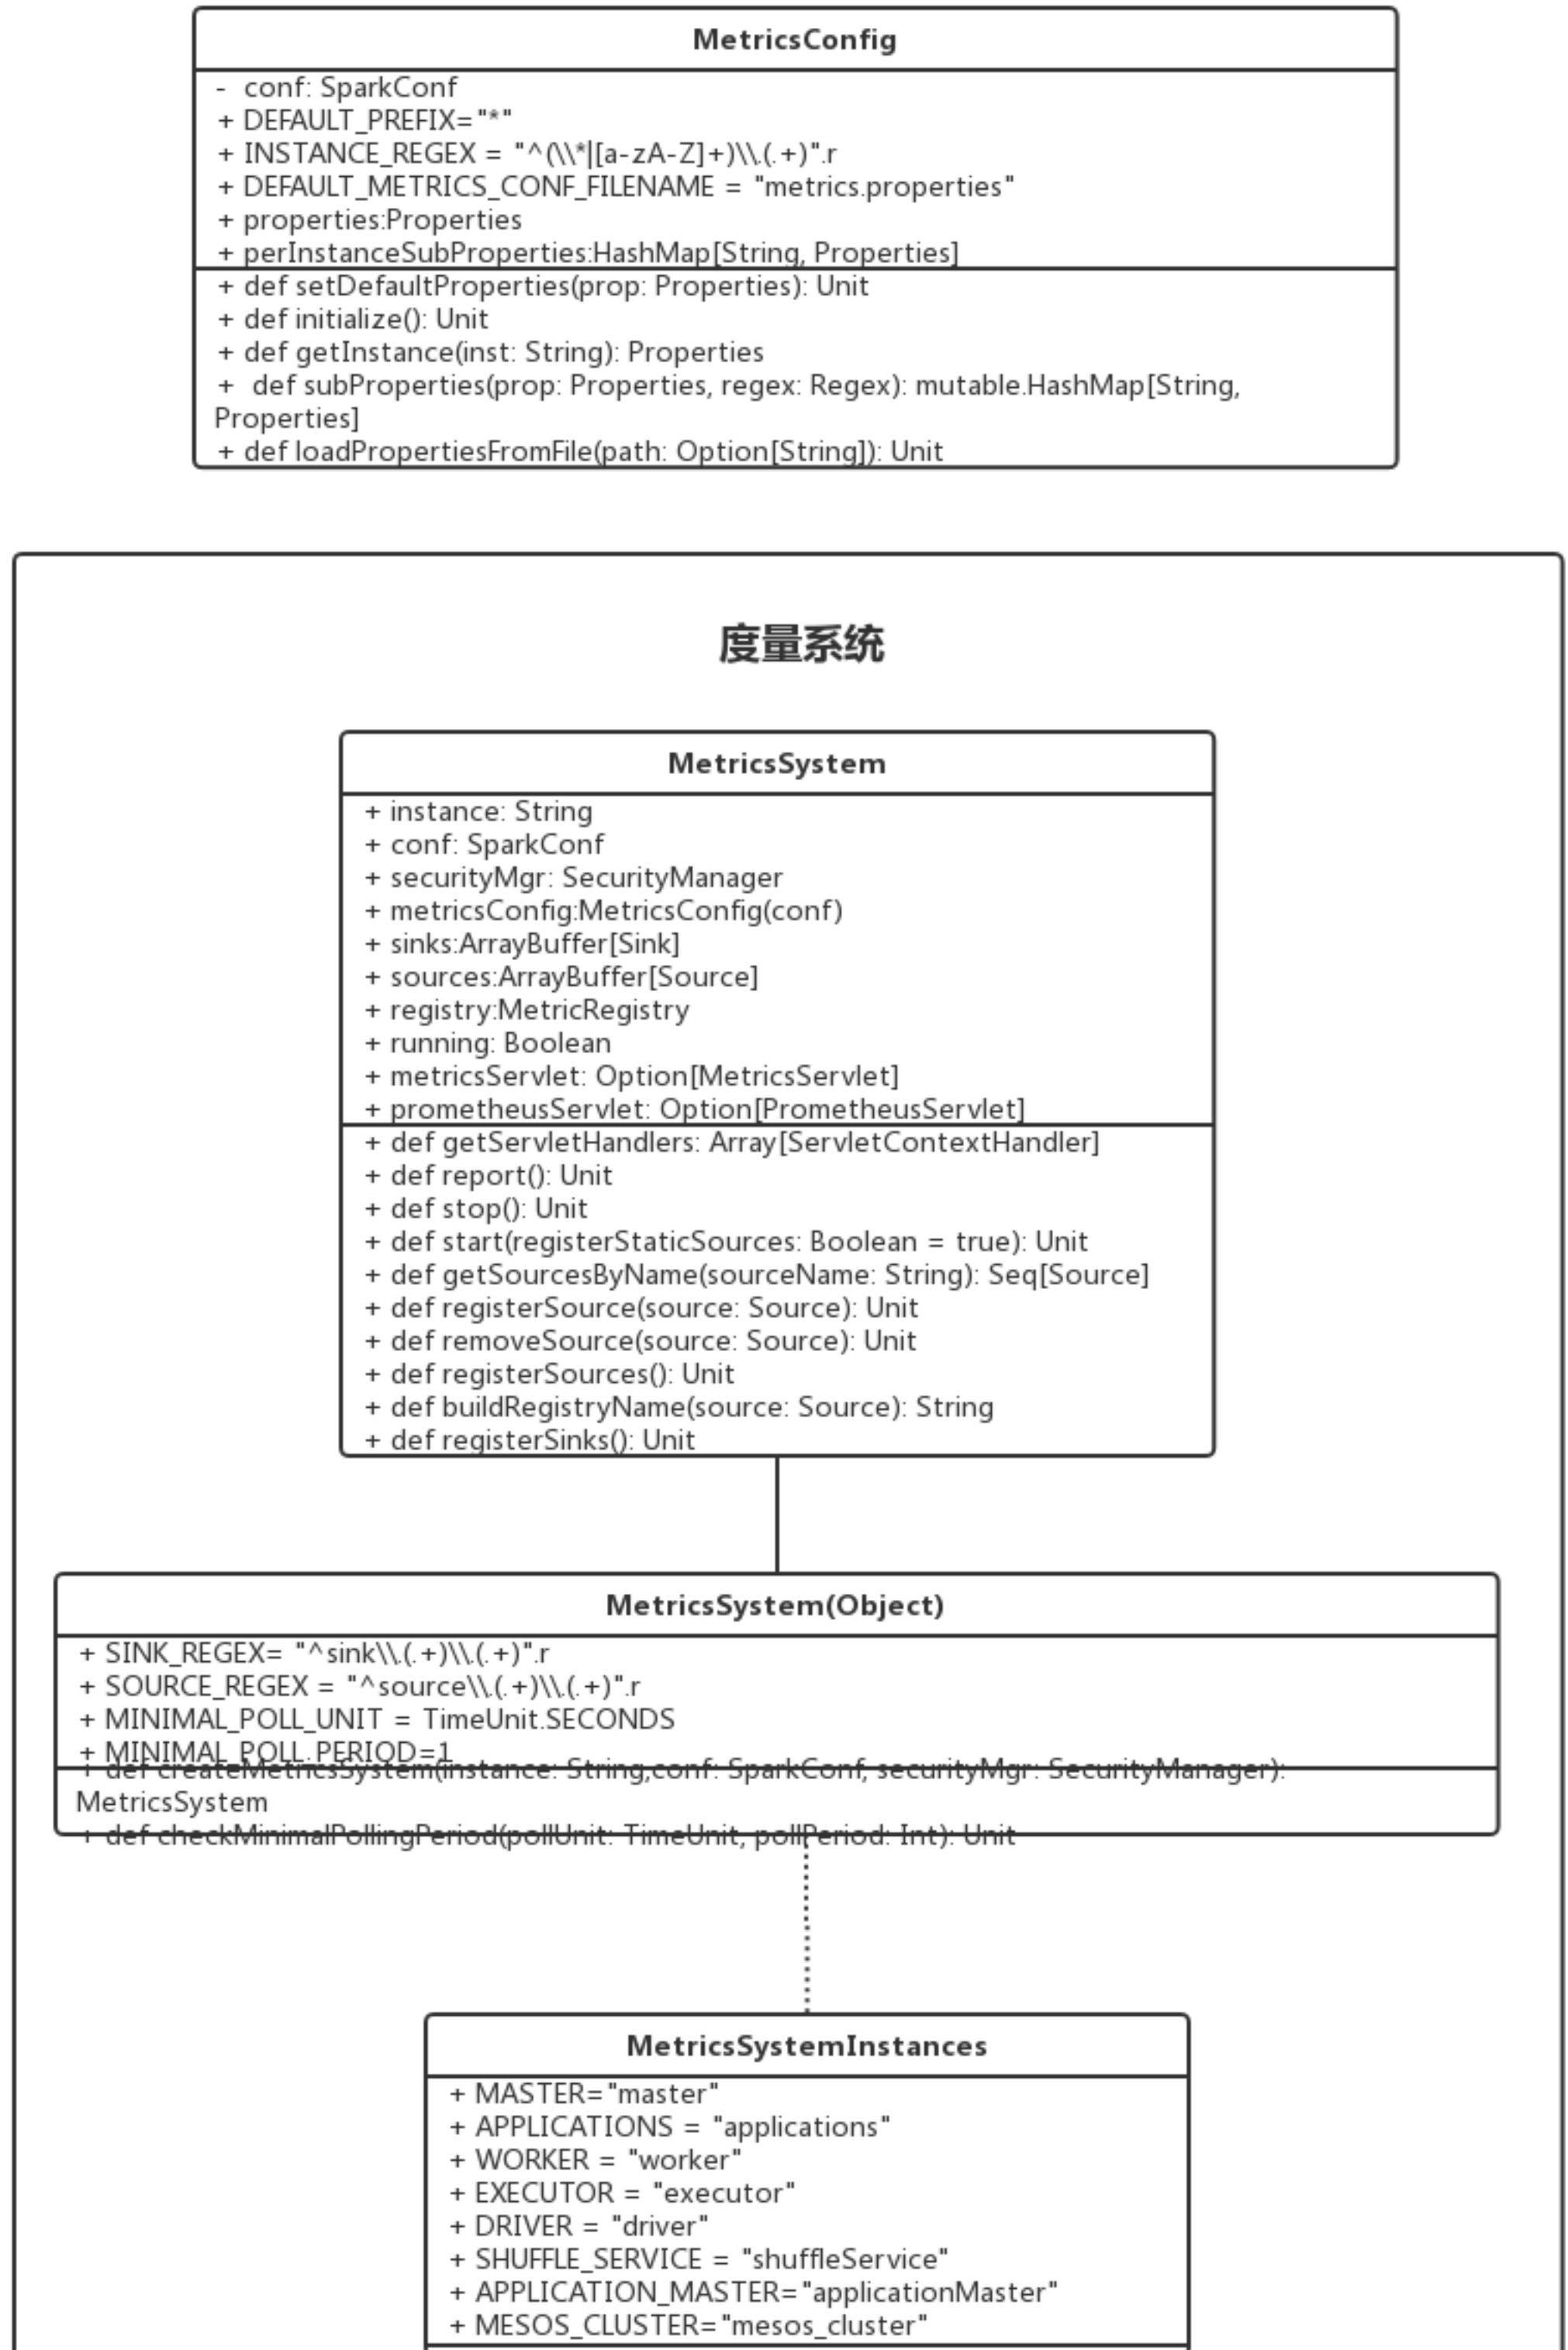 MetricsConfig
- conf: SparkConf
+ DEFAULT_PREFIX="*"
+ INSTANCE_REGEX = "^(\\*|[a-zA-Z]+)\\.(.+)".r
+ DEFAULT_METRICS_CONF_FILENAME = "metrics.properties"
+ properties:Properties
+ perInstanceSubProperties:HashMap[String, Properties]
+ def setDefaultProperties(prop: Properties): Unit
+ def initialize(): Unit
+ def getInstance(inst: String): Properties
+ def subProperties(prop: Properties, regex: Regex): mutable.HashMap[String,
Properties]
+ def loadPropertiesFromFile(path: Option[String]): Unit
度量系统
MetricsSystem
+ instance: String
+ conf: SparkConf
+ securityMgr: SecurityManager
+ metricsConfig:MetricsConfig(conf)
+ sinks:ArrayBuffer[Sink]
+ sources:ArrayBuffer[Source]
+ registry:MetricRegistry
+ running: Boolean
+ metricsServlet: Option[MetricsServlet]
+ prometheusServlet: Option[PrometheusServlet]
+ def getServletHandlers: Array[ServletContextHandler]
+ def report(): Unit
+ def stop(): Unit
+ def start(registerStaticSources: Boolean = true): Unit
+ def getSourcesByName(sourceName: String): Seq[Source]
+ def registerSource(source: Source): Unit
+ def removeSource(source: Source): Unit
+ def registerSources(): Unit
+ def buildRegistryName(source: Source): String
+ def registerSinks(): Unit
MetricsSystem(Object)
+ SINK_REGEX= "^sink\\.(.+)\\.(.+)".r
+ SOURCE_REGEX = "^source\\.(.+)\\.(.+)".r
+ MINIMAL_POLL_UNIT = TimeUnit.SECONDS
+ MINIMAL_POLL_PERIOD=1
+ def createMetricsSystem(instance: String,conf: SparkConf, securityMgr: SecurityManager):
MetricsSystem
+ def checkMinimalPollingPeriod(pollUnit: TimeUnit, pollPeriod: Int): Unit
MetricsSystemInstances
+ MASTER="master"
+ APPLICATIONS = "applications"
+ WORKER = "worker"
+ EXECUTOR = "executor"
+ DRIVER = "driver"
+ SHUFFLE_SERVICE = "shuffleService"
+ APPLICATION_MASTER="applicationMaster"
+ MESOS_CLUSTER="mesos_cluster"